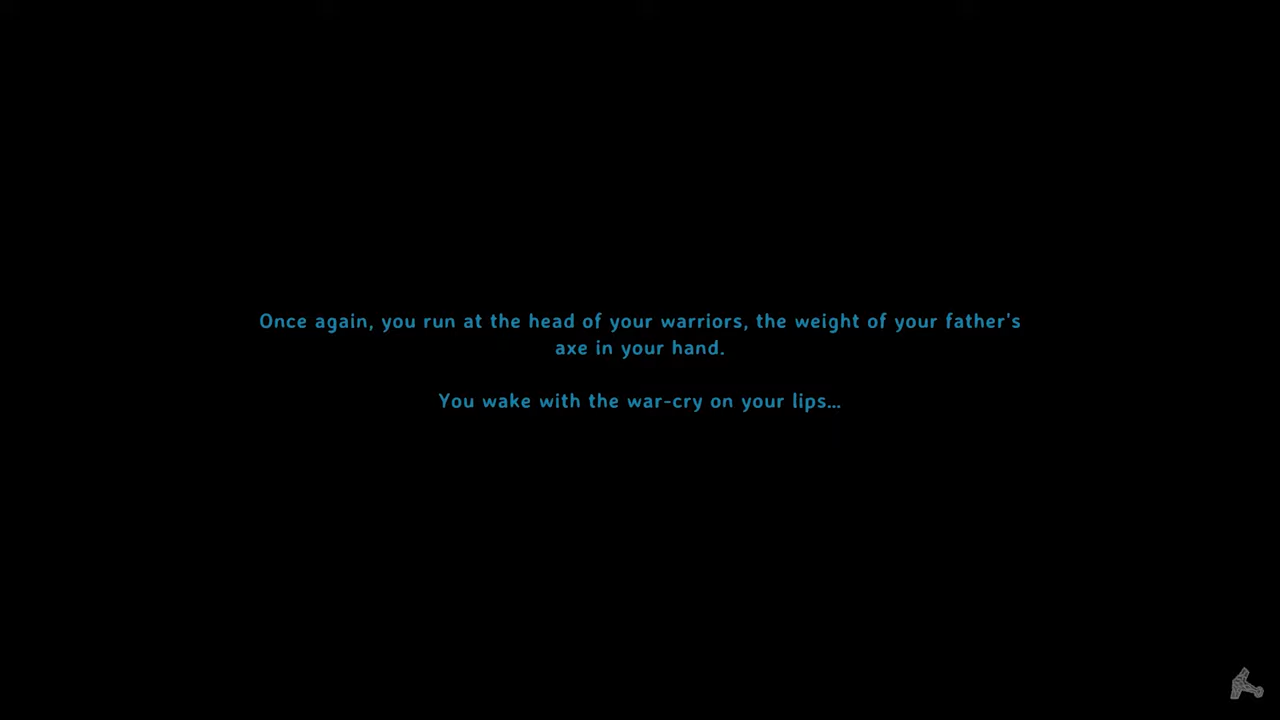 Once again, you run at the head of your warriors, the weight of your father's
axe in your hand.
You wake with the war-cry on your lips...